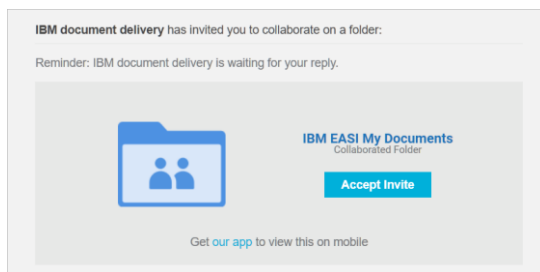 IBM document delivery has invited you to collaborate on a folder:
Reminder: IBM document delivery is waiting for your reply.
IBM EASI My Documents
Collaborated Folder
Accept Invite
Get our app to view this on mobile